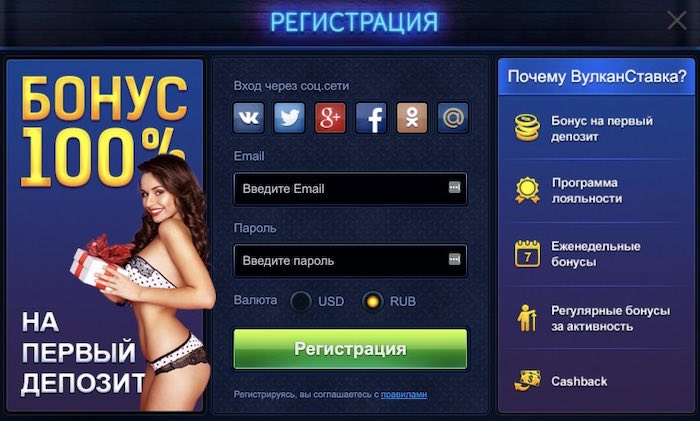 РЕГИСТРАЦИЯ
БОНУС
100%
НА
ПЕРВЫЙ
ДЕПОЗИТ
Вход через соц.сети
Email
Введите Email
Пароль
Введите пароль
Валюта USD RUB
Регистрация
Регистрируясь, вы соглашаетесь с правилами
Почему ВулканСтавка?
Бонус на первый
депозит
Программа
лояльности
7
Еженедельные
бонусы
Регулярные бонусы
за активность
Cashback